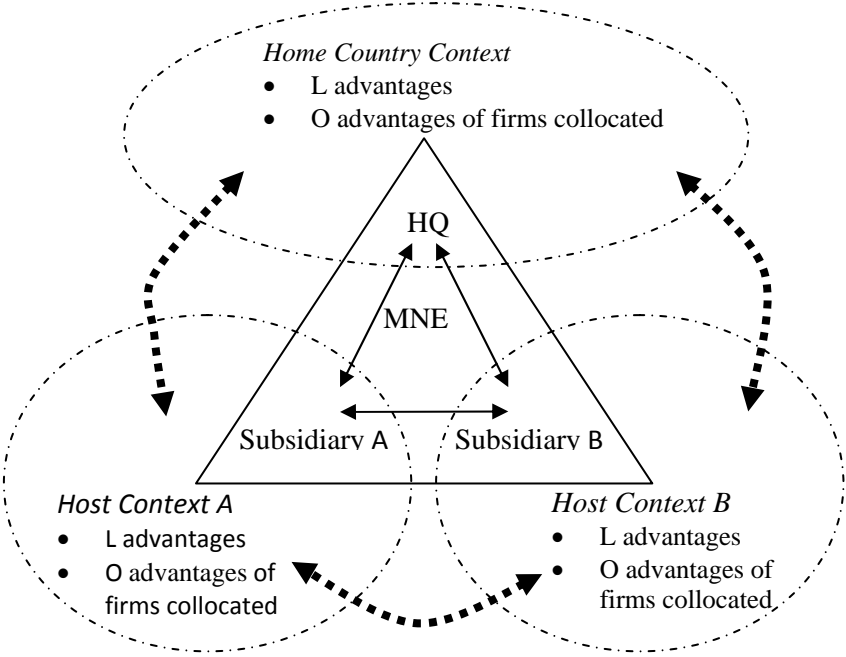 Home Country Context
• L advantages
• O advantages of firms collocated
HQ
MNE
Subsidiary A
Subsidiary B
Host Context A
• L advantages
• O advantages of
firms collocated
Host Context B
• L advantages
• O advantages of
firms collocated